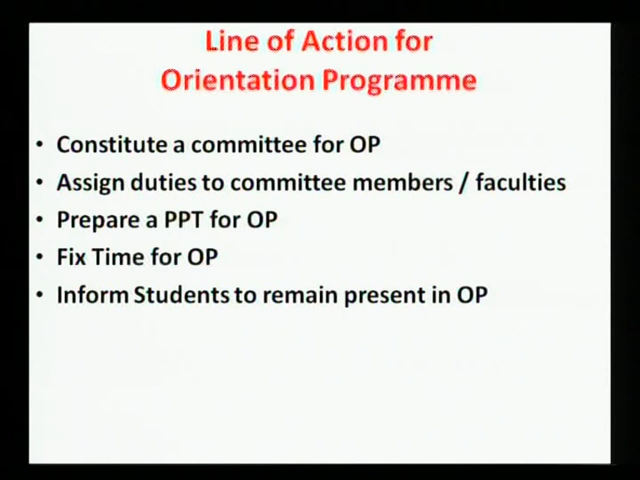 Line of Action for
Orientation Programme
• Constitute a committee for OP
• Assign duties to committee members / faculties
• Prepare a PPT for OP
• Fix Time for OP
• Inform Students to remain present in OP